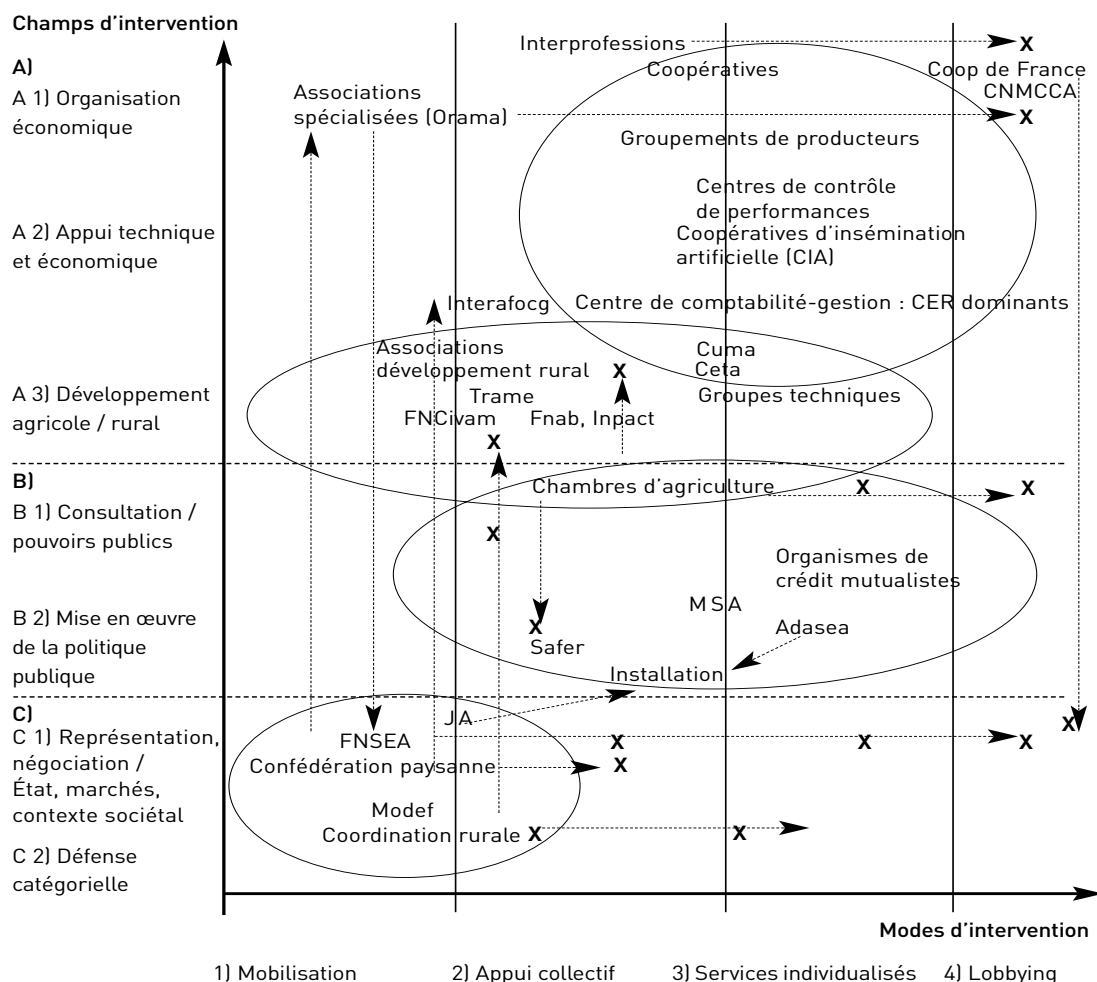 Champs d’intervention
A)
A 1) Organisation
économique
A 2) Appui technique
et économique
A 3) Développement
agricole / rural
B)
B 1) Consultation /
pouvoirs publics
B 2) Mise en œuvre
de la politique
publique
C)
C 1) Représentation,
négociation /
État, marchés,
contexte sociétal
C 2) Défense
catégorielle
Interprofessions
X
Coopératives
Coop de France
CNMCCA
Associations
spécialisées (Orama)
X
Groupements de producteurs
Centres de contrôle
de performances
Coopératives d’insémination
artificielle (CIA)
Interafocg
Centre de comptabilité-gestion : CER dominants
Associations
développement rural
X
Cuma
Ceta
Trame
Groupes techniques
FNCivam
Fnab, Inpact
X
Chambres d’agriculture
X
X
X
Organismes de
crédit mutualistes
MSA
X
Safer
Adasea
Installation
JA
X
FNSEA
X
X
X
Confédération paysanne
X
Modef
Coordination rurale
X
X
Modes d’intervention
1) Mobilisation
2) Appui collectif
3) Services individualisés
4) Lobbying